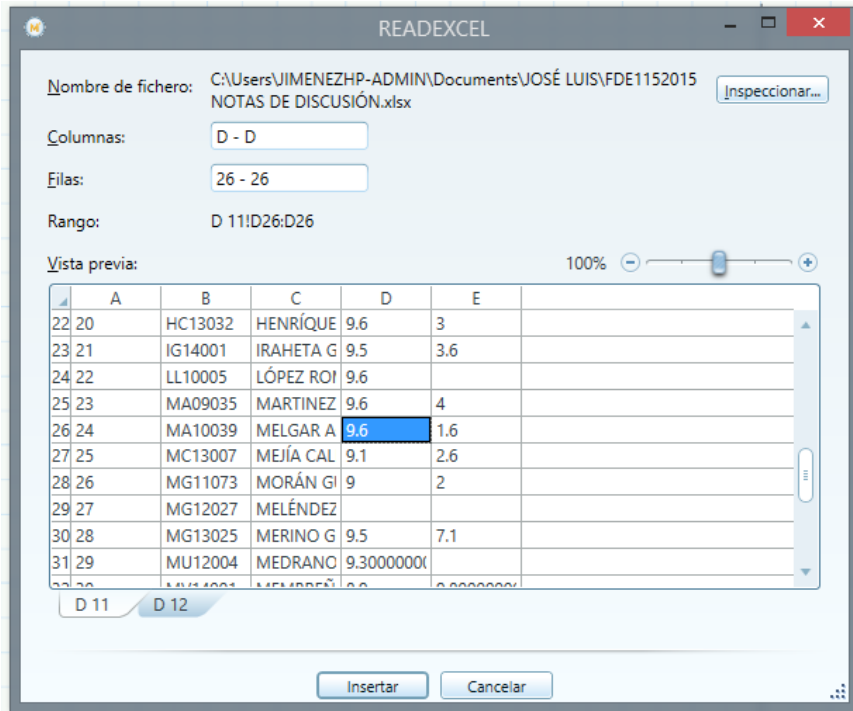 READEXCEL
Nombre de fichero: C:\Users\JIMENEZHP-ADMIN\Documents\JOSÉ LUIS\FDE1152015
NOTAS DE DISCUSIÓN.xlsx
Inspeccionar...
Columnas: D - D
Filas: 26 - 26
Rango: D 11!D26:D26
Vista previa: 100%
A B C D E
22 20 HC13032 HENRÍQUE 9.6 3
23 21 IG14001 IRAHETA G 9.5 3.6
24 22 LL10005 LÓPEZ 9.6
25 23 MA09035 MARTINEZ 9.6 4
26 24 MA10039 MELGAR A 9.6 1.6
27 25 MC13007 MEJÍA CAL 9.1 2.6
28 26 MG11073 MORÁN 9 2
29 27 MG12027 MELÉNDEZ
30 28 MG13025 MERINO G 9.5 7.1
31 29 MU12004 MEDRANO 9.3000000
D 11 D 12
Insertar Cancelar